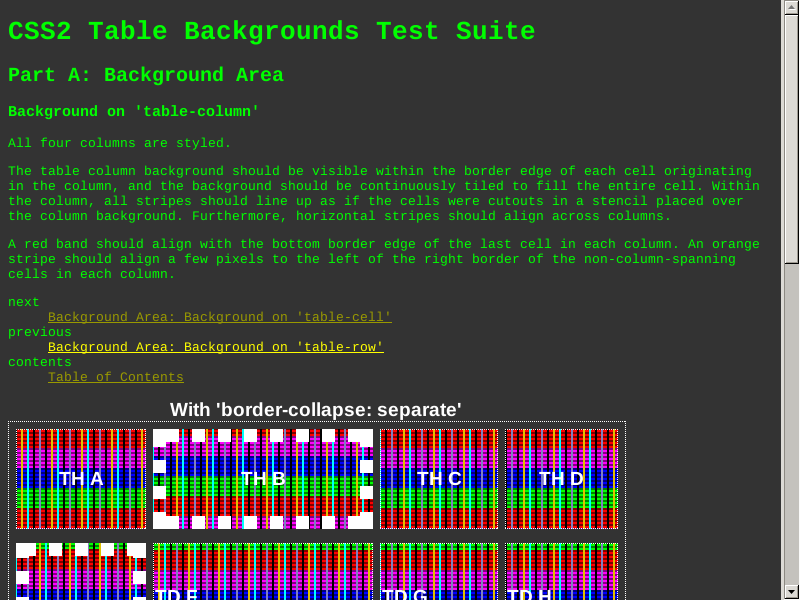 CSS2 Table Backgrounds Test Suite
Part A: Background Area
Background on 'table-column'
All four columns are styled.
The table column background should be visible within the border edge of each cell originating
in the column, and the background should be continuously tiled to fill the entire cell. Within
the column, all stripes should line up as if the cells were cutouts in a stencil placed over
the column background. Furthermore, horizontal stripes should align across columns.
A red band should align with the bottom border edge of the last cell in each column. An orange
stripe should align a few pixels to the left of the right border of the non-column-spanning
cells in each column.
next
Background Area: Background on 'table-cell'
previous
Background Area: Background on 'table-row'
contents
Table of Contents
With 'border-collapse: separate'
TH A TH B TH C TH D
TD F TD G TD H